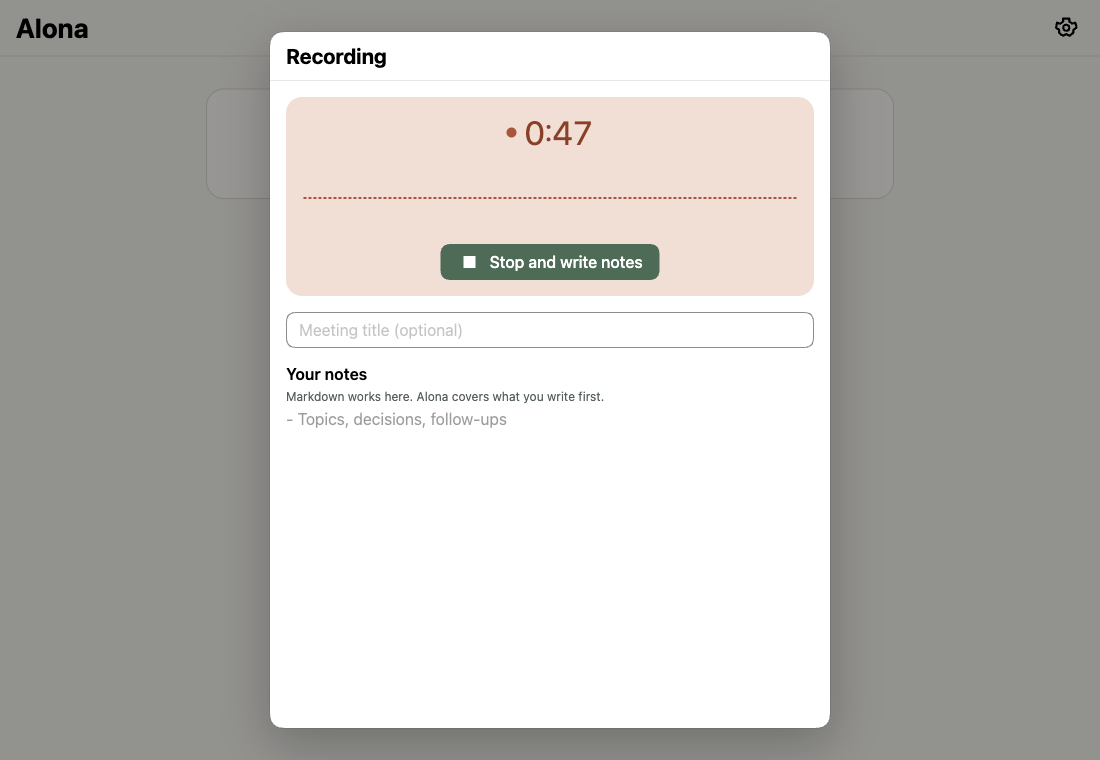 Alona
Recording
0:47
Stop and write notes
Meeting title (optional)
Your notes
Markdown works here. Alona covers what you write first.
- Topics, decisions, follow-ups